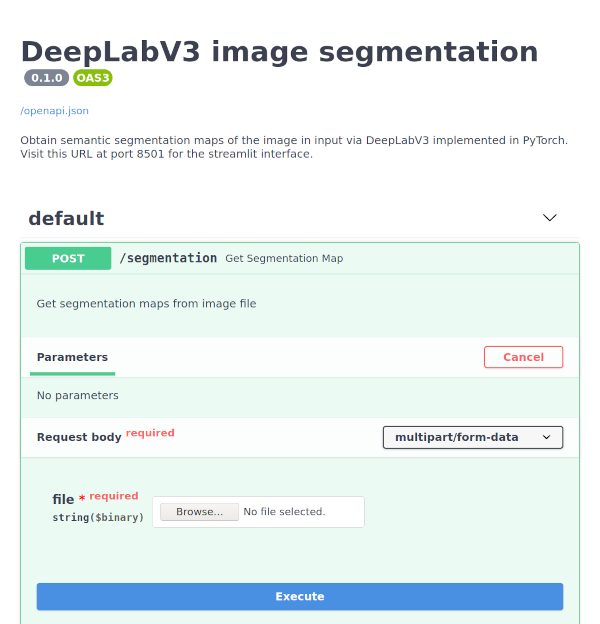 DeepLabV3 image segmentation
0.1.0 OAS3
/openapi.json
Obtain semantic segmentation maps of the image in input via DeepLabV3 implemented in PyTorch.
Visit this URL at port 8501 for the streamlit interface.
default
POST /segmentation Get Segmentation Map
Get segmentation maps from image file
Parameters Cancel
No parameters
Request body required multipart/form-data
file * required
string($binary) Browse... No file selected.
Execute